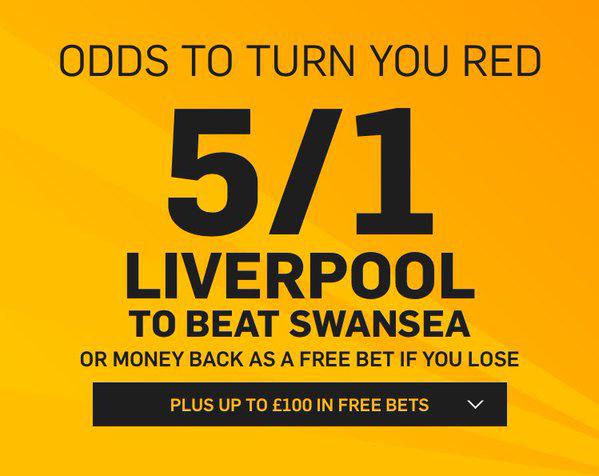 ODDS TO TURN YOU RED
5/1
LIVERPOOL
TO BEAT SWANSEA
OR MONEY BACK AS A FREE BET IF YOU LOSE
PLUS UP TO £100 IN FREE BETS